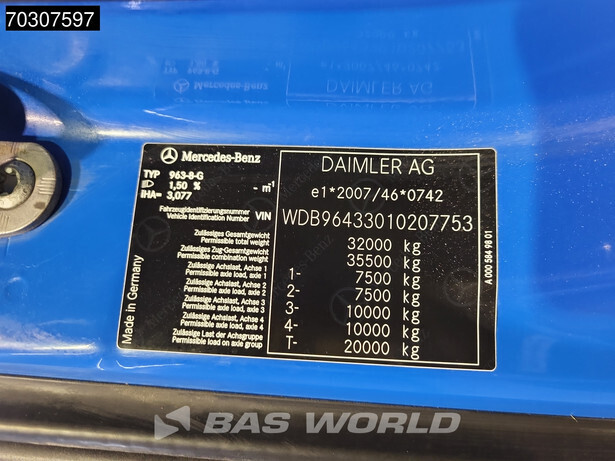 70307597
Mercedes-Benz
DAIMLER AG
TYP 963-8-G
1,50 % - m¹
e1*2007/46*0742
iHA= 3,077
Fahrzeugidentifizierungsnummer
Vehicle Identification Number VIN WDB96433010207753
Zulässiges Gesamtgewicht
Permissible total weight 32000 kg
Zulässiges Zug-Gesamtgewicht
Permissible combination weight 35500 kg
Zulässige Achslast, Achse 1
Permissible axle load, axle 1 1- 7500 kg
Zulässige Achslast, Achse 2
Permissible axle load, axle 2 2- 7500 kg
Zulässige Achslast, Achse 3
Permissible axle load, axle 3 3- 10000 kg
Zulässige Achslast, Achse 4
Permissible axle load, axle 4 4- 10000 kg
Zulässige Last der Achsgruppe
Permissible load on axle group T- 20000 kg
Made in Germany
A 000 584 98 01
BAS WORLD